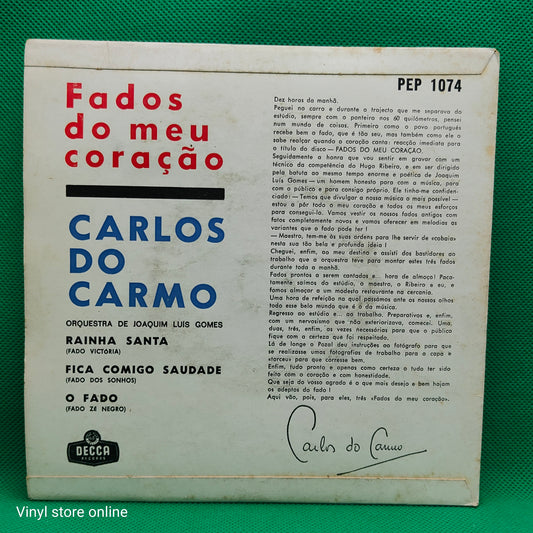 PEP 1074
Fados
do meu
coração
CARLOS
DO
CARMO
ORQUESTRA DE JOAQUIM LUÍS GOMES
RAINHA SANTA
(FADO VICTÓRIA)
FICA COMIGO SAUDADE
(FADO DOS SONHOS)
O FADO
(FADO ZÉ NEGRO)
DECCA
RECORDS
Dez horas da manhã.
Peguei no carro e durante o trajecto que me separava do
estúdio, sempre com o ponteiro nos 60 quilómetros, pensei
num mundo de coisas. Primeiro como o povo português
recebe bem o fado, que é tão seu, mas também como ele o
sabe realçar quando o coração canta: reacção imediata para
o título do disco — FADOS DO MEU CORAÇÃO.
Seguidamente a honra que vou sentir em gravar com um
técnico da competência do Hugo Ribeiro, e em ser dirigido
pela batuta ao mesmo tempo enorme e poética de Joaquim
Luís Gomes — um homem honesto para com a música, para
com o público e para consigo próprio. Ele tinha-me confiden-
ciado: — Temos que divulgar a nossa música o mais possível —
estou a pôr todo o meu coração e todos os meus esforços
para consegui-lo. Vamos vestir os nossos fados antigos com
fatos completamente novos e vamos oferecer em melodias as
variantes que o fado pode ter!
— Maestro, tem-me às suas ordens para lhe servir de «cobaia»
nesta sua tão bela e profunda ideia!
Cheguei, enfim, ao meu destino e assisti dos bastidores ao
trabalho que a orquestra teve para montar estes três fados
durante toda a manhã.
Fados prontos a serem cantados e... hora de almoço! Paca-
tamente saímos do estúdio, o maestro, o Ribeiro e eu, e
fomos almoçar a um modesto restaurante na cercania.
Uma hora de refeição na qual passámos ante os nossos olhos
todo esse belo mundo que é o da música.
Regresso ao estúdio e... ao trabalho. Preparativos e, enfim,
com um nervosismo que não exteriorizava, comecei. Uma,
duas, três, enfim, as vezes necessárias para que o público
fique com a certeza que foi respeitado.
Lá de longe o Pozal deu instruções ao fotógrafo para que
se realizasse umas fotografias de trabalho para a capa e
«starcu» para que corresse bem.
Enfim, tudo pronto e apenas como certeza o tudo ter sido
feito com o coração e com honestidade.
Que seja do vosso agrado é o que mais desejo e bem hajam
os adeptos do fado!
Aqui vão, pois, para eles, três «Fados do meu coração».
Carlos do Carmo
Vinyl store online